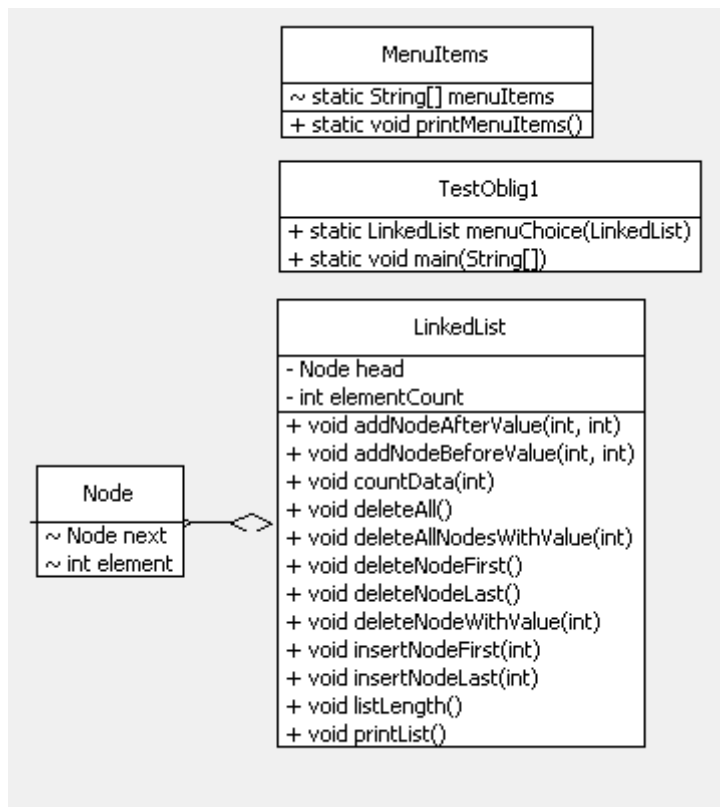 MenuItems
~ static String[] menuItems
+ static void printMenuItems()
TestOblig1
+ static LinkedList menuChoice(LinkedList)
+ static void main(String[])
LinkedList
- Node head
- int elementCount
+ void addNodeAfterValue(int, int)
+ void addNodeBeforeValue(int, int)
+ void countData(int)
+ void deleteAll()
+ void deleteAllNodesWithValue(int)
+ void deleteNodeFirst()
+ void deleteNodeLast()
+ void deleteNodeWithValue(int)
+ void insertNodeFirst(int)
+ void insertNodeLast(int)
+ void listLength()
+ void printList()
Node
~ Node next
~ int element